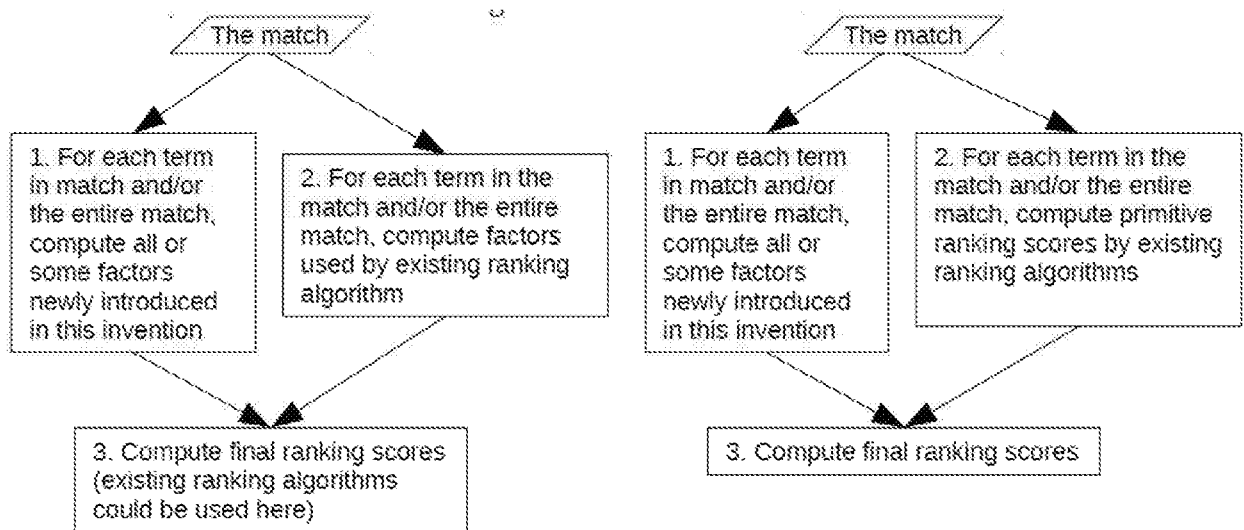 The match
1. For each term
in match and/or
the entire match,
compute all or
some factors
newly introduced
in this invention
2. For each term in the
match and/or the entire
match, compute factors
used by existing ranking
algorithm
3. Compute final ranking scores
(existing ranking algorithms
could be used here)
The match
1. For each term
in match and/or
the entire match,
compute all or
some factors
newly introduced
in this invention
2. For each term in the
match and/or the entire
match, compute primitive
ranking scores by existing
ranking algorithms
3. Compute final ranking scores